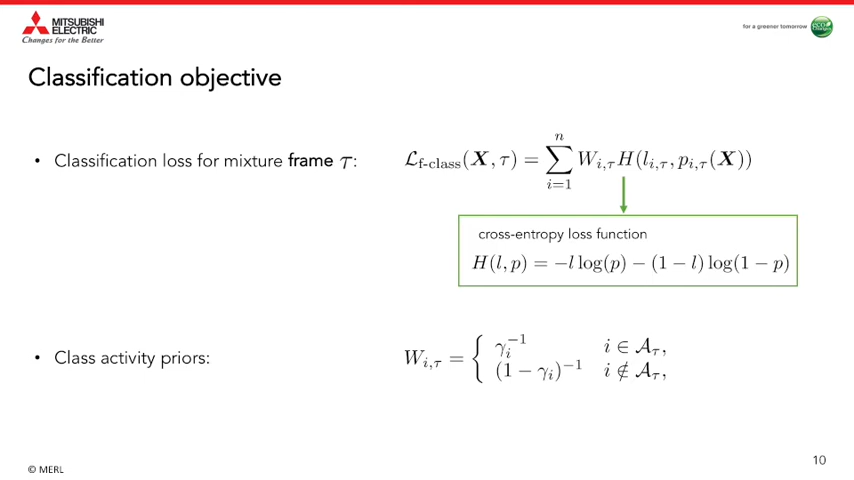 MITSUBISHI
ELECTRIC
Changes for the Better
for a greener tomorrow
eco
Changes
Classification objective
• Classification loss for mixture frame τ: ℒ_f-class(X, τ) = ∑_{i=1}^{n} W_{i,τ} H(l_{i,τ}, p_{i,τ}(X))
cross-entropy loss function
H(l, p) = −l log(p) − (1 − l) log(1 − p)
• Class activity priors: W_{i,τ} = { γ_i^{−1} i ∈ 𝒜_τ,
(1 − γ_i)^{−1} i ∉ 𝒜_τ,
10
© MERL